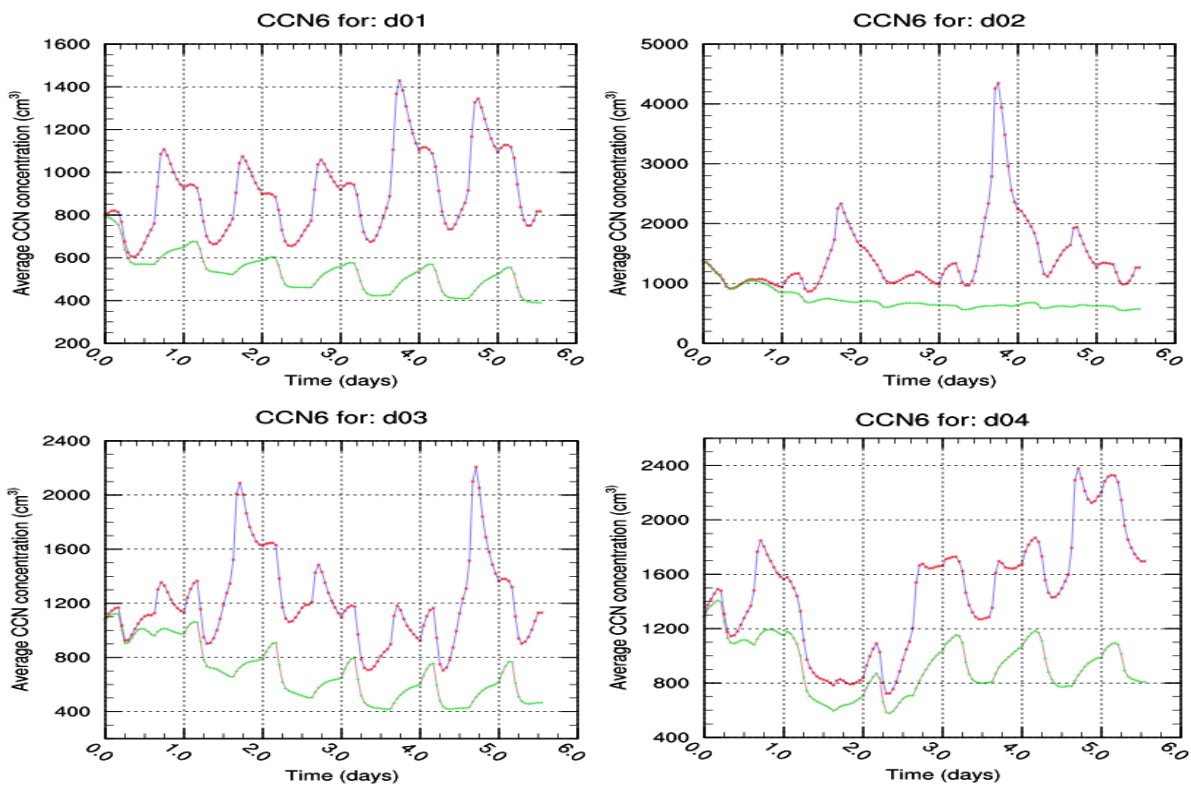 CCN6 for: d01
Average CCN concentration (cm³)
1600
1400
1200
1000
800
600
400
200
0.0 1.0 2.0 3.0 4.0 5.0 6.0
Time (days)
CCN6 for: d02
Average CCN concentration (cm³)
5000
4000
3000
2000
1000
0
0.0 1.0 2.0 3.0 4.0 5.0 6.0
Time (days)
CCN6 for: d03
Average CCN concentration (cm³)
2400
2000
1600
1200
800
400
0.0 1.0 2.0 3.0 4.0 5.0 6.0
Time (days)
CCN6 for: d04
Average CCN concentration (cm³)
2400
2000
1600
1200
800
400
0.0 1.0 2.0 3.0 4.0 5.0 6.0
Time (days)